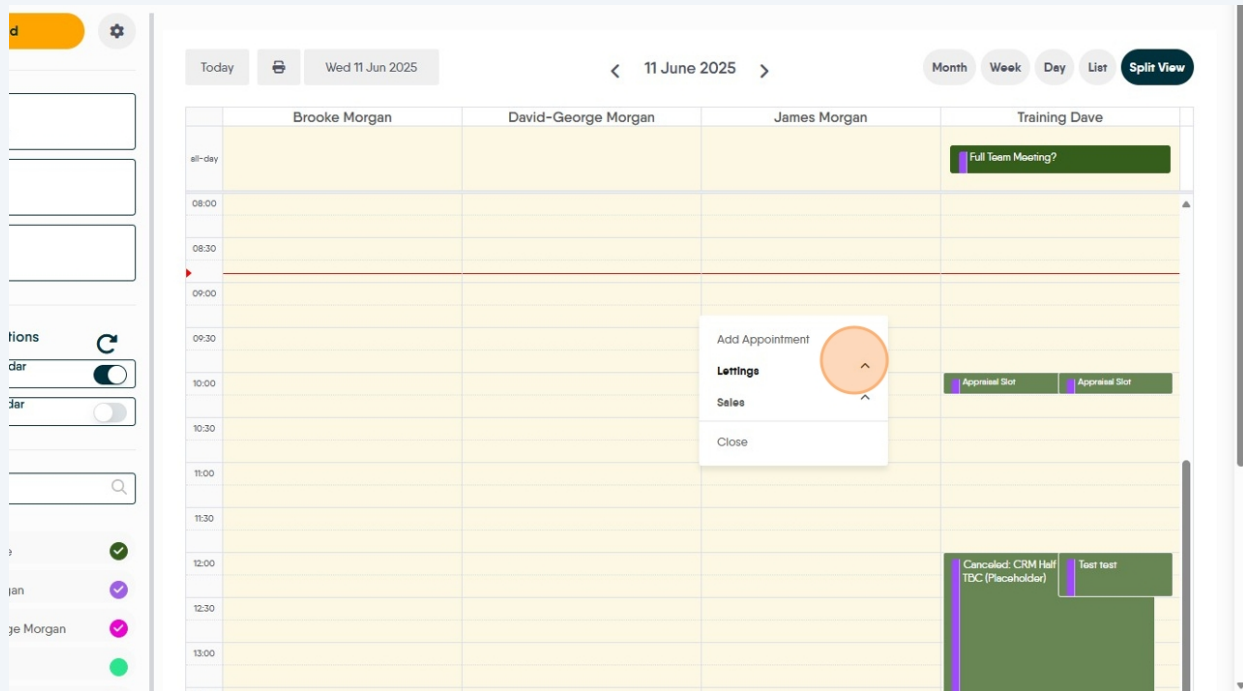 d
Today
Wed 11 Jun 2025
11 June 2025
Month
Week
Day
List
Split View
Brooke Morgan
David-George Morgan
James Morgan
Training Dave
all-day
Full Team Meeting?
08:00
08:30
09:00
tions
dar
dar
09:30
Add Appointment
Lettings
Sales
Close
10:00
Appraisal Slot
Appraisal Slot
10:30
11:00
11:30
12:00
Canceled: CRM Half
TBC (Placeholder)
Test test
12:30
13:00
gan
ge Morgan